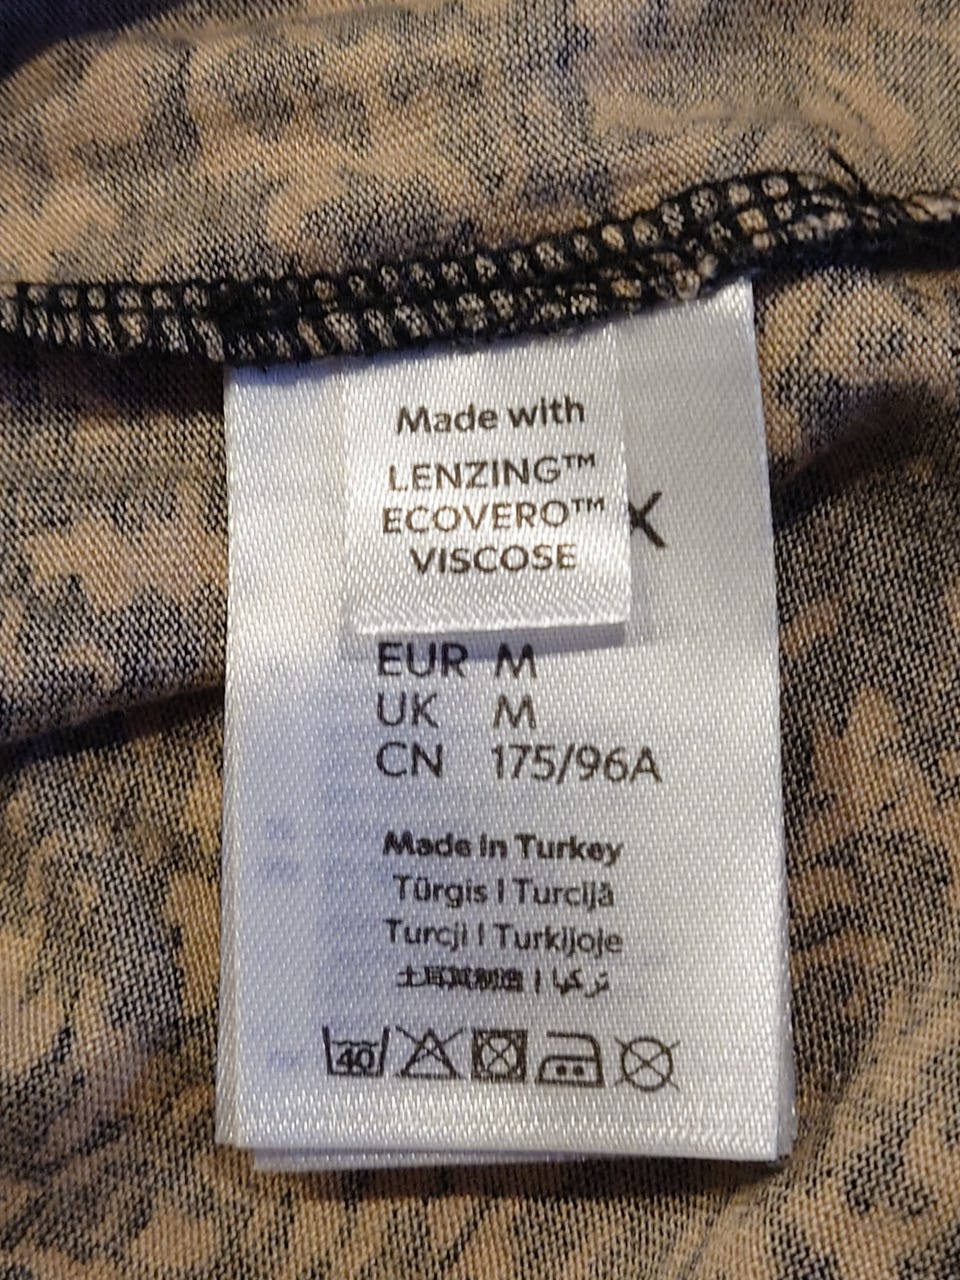 Made with
LENZING™
ECOVERO™
VISCOSE
X
EUR M
UK M
CN 175/96A
Made in Turkey
Tūrgis | Turcijā
Turcji | Turkijoje
土耳其制造 | تركيا
40